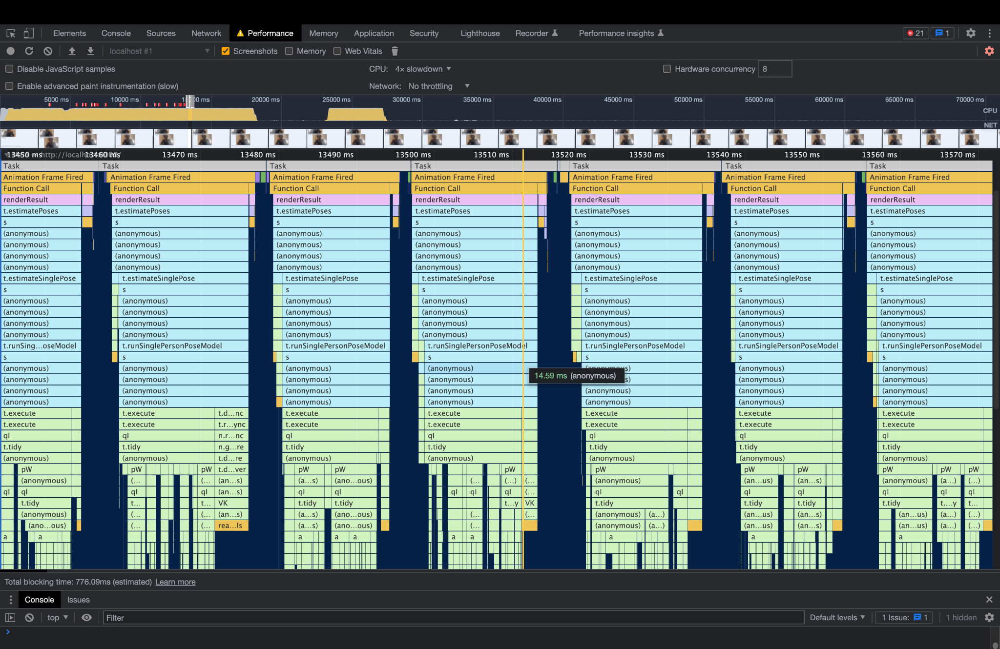 Elements Console Sources Network Performance Memory Application Security Lighthouse Recorder Performance insights 21 1
localhost #1 Screenshots Memory Web Vitals
Disable JavaScript samples CPU: 4× slowdown Hardware concurrency 8
Enable advanced paint instrumentation (slow) Network: No throttling
5000 ms 10000 ms 20000 ms 25000 ms 30000 ms 35000 ms 40000 ms 45000 ms 50000 ms 55000 ms 60000 ms 65000 ms 70000 ms
CPU
NET
13450 ms 13460 ms 13470 ms 13480 ms 13490 ms 13500 ms 13510 ms 13520 ms 13530 ms 13540 ms 13550 ms 13560 ms 13570 ms
Task Task Task Task Task Task Task
Animation Frame Fired Animation Frame Fired Animation Frame Fired Animation Frame Fired Animation Frame Fired Animation Frame Fired Animation Frame Fired
Function Call Function Call Function Call Function Call Function Call Function Call Function Call
renderResult renderResult renderResult renderResult renderResult renderResult renderResult
t.estimatePoses t.estimatePoses t.estimatePoses t.estimatePoses t.estimatePoses t.estimatePoses t.estimatePoses
s s s s s s s
(anonymous) (anonymous) (anonymous) (anonymous) (anonymous) (anonymous) (anonymous)
(anonymous) (anonymous) (anonymous) (anonymous) (anonymous) (anonymous) (anonymous)
(anonymous) (anonymous) (anonymous) (anonymous) (anonymous) (anonymous) (anonymous)
(anonymous) (anonymous) (anonymous) (anonymous) (anonymous) (anonymous) (anonymous)
t.estimateSinglePose t.estimateSinglePose t.estimateSinglePose t.estimateSinglePose t.estimateSinglePose t.estimateSinglePose t.estimateSinglePose
s s s s s s s
(anonymous) (anonymous) (anonymous) (anonymous) (anonymous) (anonymous) (anonymous)
(anonymous) (anonymous) (anonymous) (anonymous) (anonymous) (anonymous) (anonymous)
(anonymous) (anonymous) (anonymous) (anonymous) (anonymous) (anonymous) (anonymous)
(anonymous) (anonymous) (anonymous) (anonymous) (anonymous) (anonymous) (anonymous)
t.runSing…oseModel t.runSinglePersonPoseModel t.runSinglePersonPoseModel t.runSinglePersonPoseModel t.runSinglePersonPoseModel t.runSinglePersonPoseModel t.runSinglePersonPoseModel
s s s s s s s
(anonymous) (anonymous) (anonymous) (anonymous) (anonymous) (anonymous) (anonymous)
14.59 ms (anonymous)
(anonymous) (anonymous) (anonymous) (anonymous) (anonymous) (anonymous)
(anonymous) (anonymous) (anonymous) (anonymous) (anonymous) (anonymous) (anonymous)
(anonymous) (anonymous) (anonymous) (anonymous) (anonymous) (anonymous) (anonymous)
t.execute t.execute t.d…nc t.execute t.execute t.execute t.execute t.execute
t.execute t.execute t.r…ync t.execute t.execute t.execute t.execute t.execute
ql ql n.r…nc ql ql ql ql ql
t.tidy t.tidy n.g…re t.tidy t.tidy t.tidy t.tidy t.tidy
(anonymous) (anonymous) t.d…re (anonymous) (anonymous) (anonymous) (anonymous) (anonymous)
pW pW pW t.d…ver pW pW pW pW pW pW pW pW pW
(anonymous) (… (… (an…s) (a…s) (ano…ous) (… (…) (… (anonymous) (an…us) (an…s) (anonymous) (a…) (…)
ql ql ql ql (an…s) ql ql ql ql ql (… ql ql ql ql ql ql ql
t.tidy t… t… VK t.tidy t.tidy t…y VK t.tidy t.tidy t.tidy t.tidy t…y t…
(anonymous) (… (… (an…s) (a…s) (ano…ous) (… (… (anonymous) (a…) (an…us) (an…s) (an…us) (a…) (…)
(ano…ous) (… (… rea…ls (a…s) (ano…ous) (… (anonymous) (a…) (an…us) (an…s) (an…us) (a…) (…)
a a a a a a a a a a
Total blocking time: 776.09ms (estimated) Learn more
Console Issues
top Filter Default levels 1 Issue: 1 1 hidden